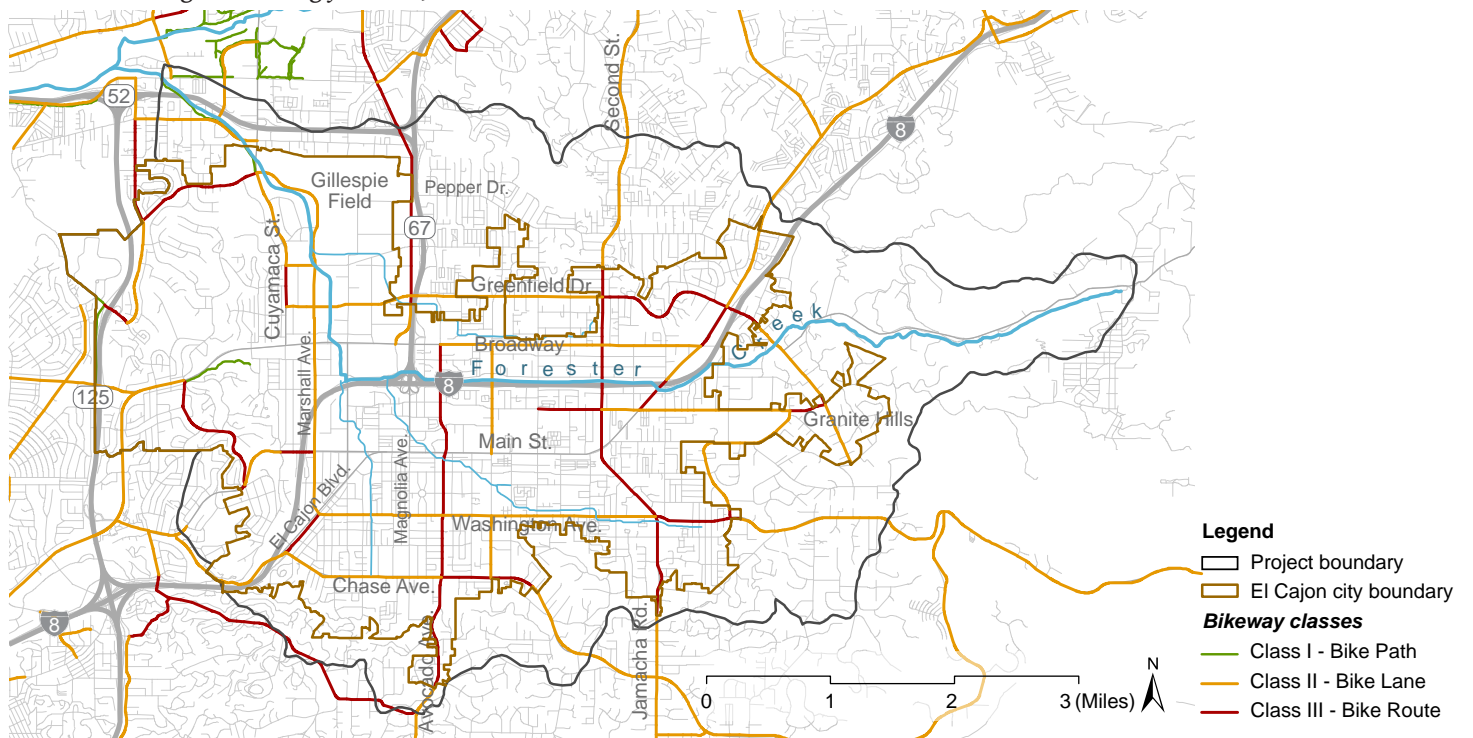 52
Second St.
8
Gillespie
Field
Pepper Dr.
67
Cuyamaca St.
Greenfield Dr.
Creek
Broadway
Forester
8
125
Marshall Ave.
Granite Hills
Main St.
Magnolia Ave.
El Cajon Blvd.
Washington Ave.
Chase Ave.
8
Avocado Ave.
Jamacha Rd.
0 1 2 3 (Miles)
N
Legend
Project boundary
El Cajon city boundary
Bikeway classes
Class I - Bike Path
Class II - Bike Lane
Class III - Bike Route